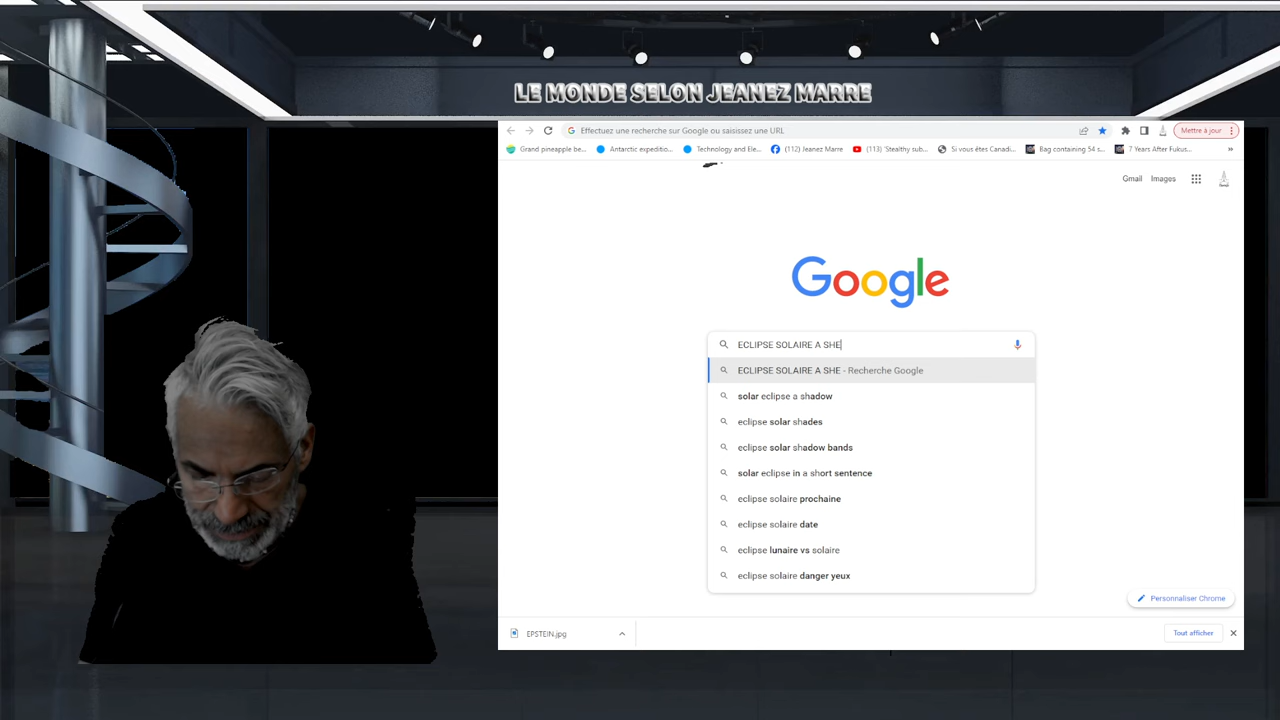 LE MONDE SELON JEANEZ MARRE
Effectuez une recherche sur Google ou saisissez une URL
Mettre à jour
Grand pineapple be... Antarctic expeditio... Technology and Ele... (112) Jeanez Marre (113) 'Stealthy sub... Si vous êtes Canadi... Bag containing 54 s... 7 Years After Fukus...
Gmail Images
Google
ECLIPSE SOLAIRE A SHE
ECLIPSE SOLAIRE A SHE - Recherche Google
solar eclipse a shadow
eclipse solar shades
eclipse solar shadow bands
solar eclipse in a short sentence
eclipse solaire prochaine
eclipse solaire date
eclipse lunaire vs solaire
eclipse solaire danger yeux
Personnaliser Chrome
EPSTEIN.jpg
Tout afficher